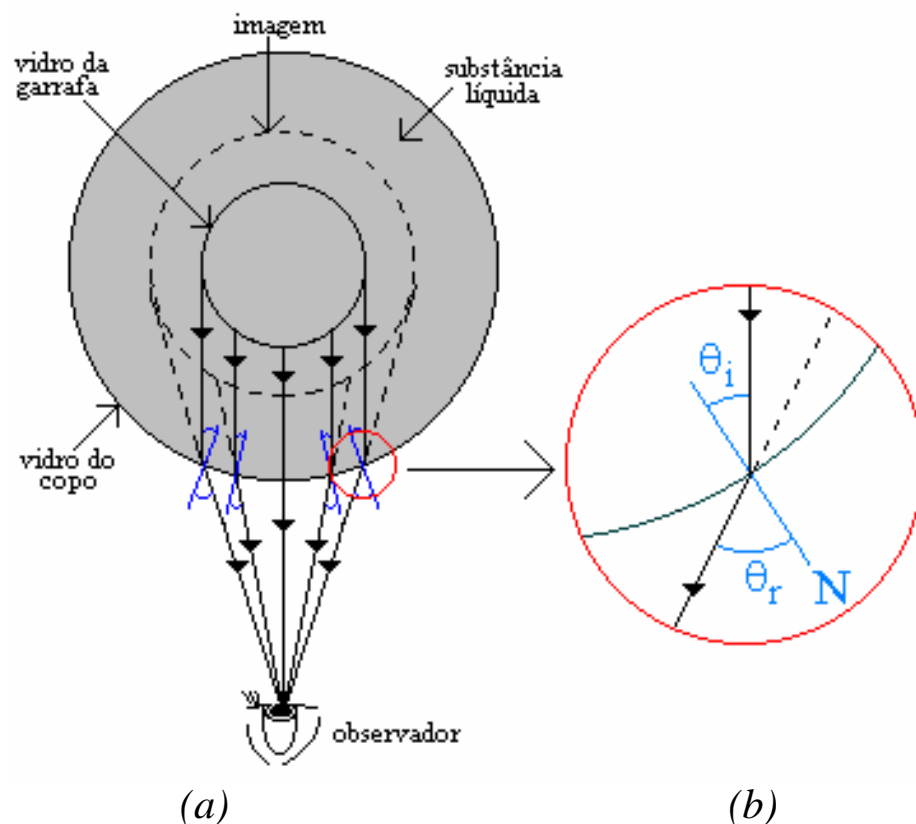 imagem
vidro da
garrafa
substância
líquida
vidro do
copo
observador
θi
θr
N
(a)
(b)